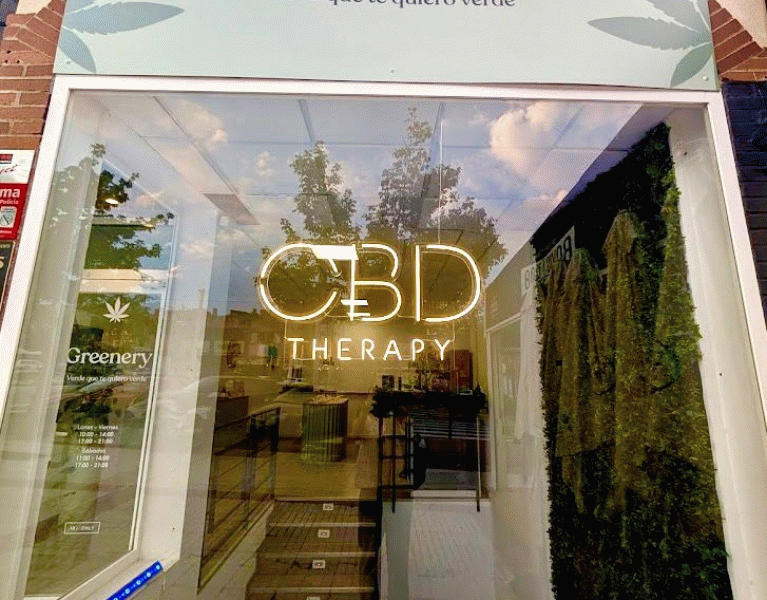 que te quiero verde
CBD
THERAPY
Greenery
Verde que te quiero verde
Lunes - Viernes
10:00 - 14:00
17:00 - 21:00
Sábados
11:00 - 14:00
17:00 - 21:00